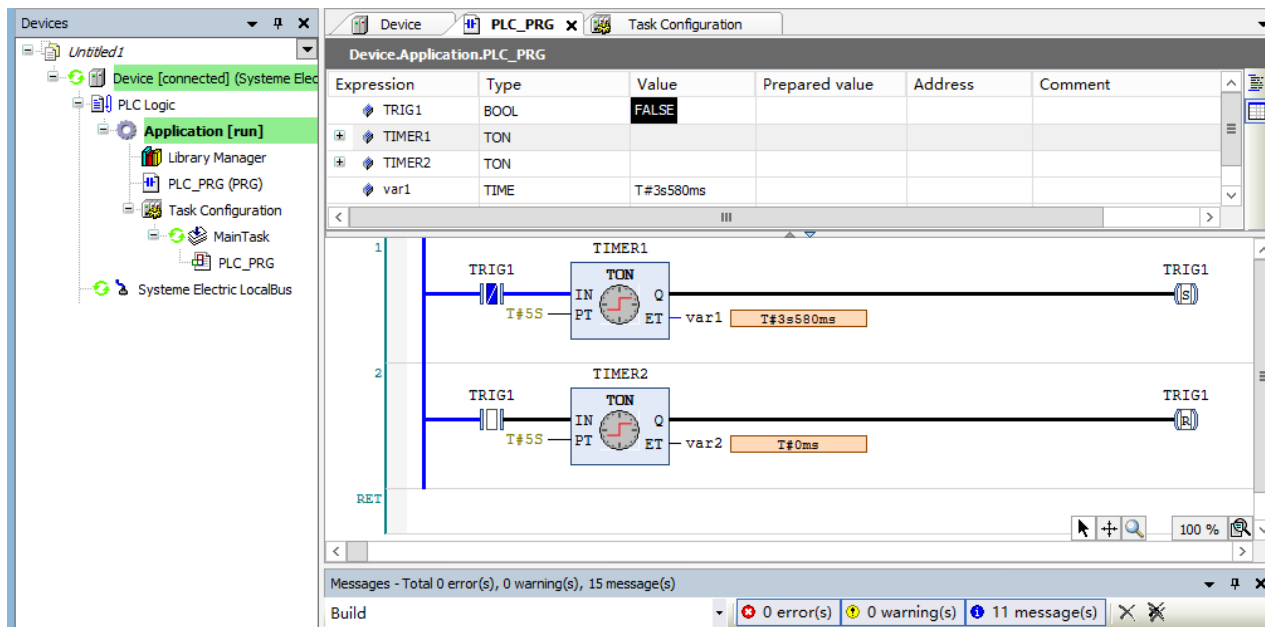 Devices
Untitled1
Device [connected] (Systeme Elec
PLC Logic
Application [run]
Library Manager
PLC_PRG (PRG)
Task Configuration
MainTask
PLC_PRG
Systeme Electric LocalBus
Device PLC_PRG Task Configuration
Device.Application.PLC_PRG
Expression Type Value Prepared value Address Comment
TRIG1 BOOL FALSE
TIMER1 TON
TIMER2 TON
var1 TIME T#3s580ms
1 TIMER1
TRIG1 TON TRIG1
IN Q S
T#5S PT ET var1 T#3s580ms
2 TIMER2
TRIG1 TON TRIG1
IN Q R
T#5S PT ET var2 T#0ms
RET
100 %
Messages - Total 0 error(s), 0 warning(s), 15 message(s)
Build 0 error(s) 0 warning(s) 11 message(s)